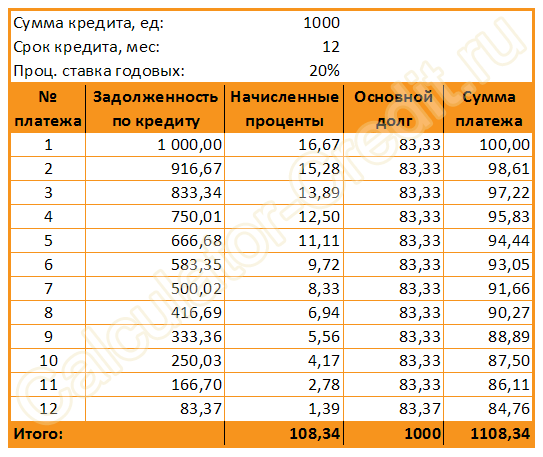 Сумма кредита, ед: 1000
Срок кредита, мес: 12
Проц. ставка годовых: 20%
№ Задолженность Начисленные Основной Сумма
платежа по кредиту проценты долг платежа
1 1 000,00 16,67 83,33 100,00
2 916,67 15,28 83,33 98,61
3 833,34 13,89 83,33 97,22
4 750,01 12,50 83,33 95,83
5 666,68 11,11 83,33 94,44
6 583,35 9,72 83,33 93,05
7 500,02 8,33 83,33 91,66
8 416,69 6,94 83,33 90,27
9 333,36 5,56 83,33 88,89
10 250,03 4,17 83,33 87,50
11 166,70 2,78 83,33 86,11
12 83,37 1,39 83,37 84,76
Итого: 108,34 1000 1108,34
Calculator-Credit.ru